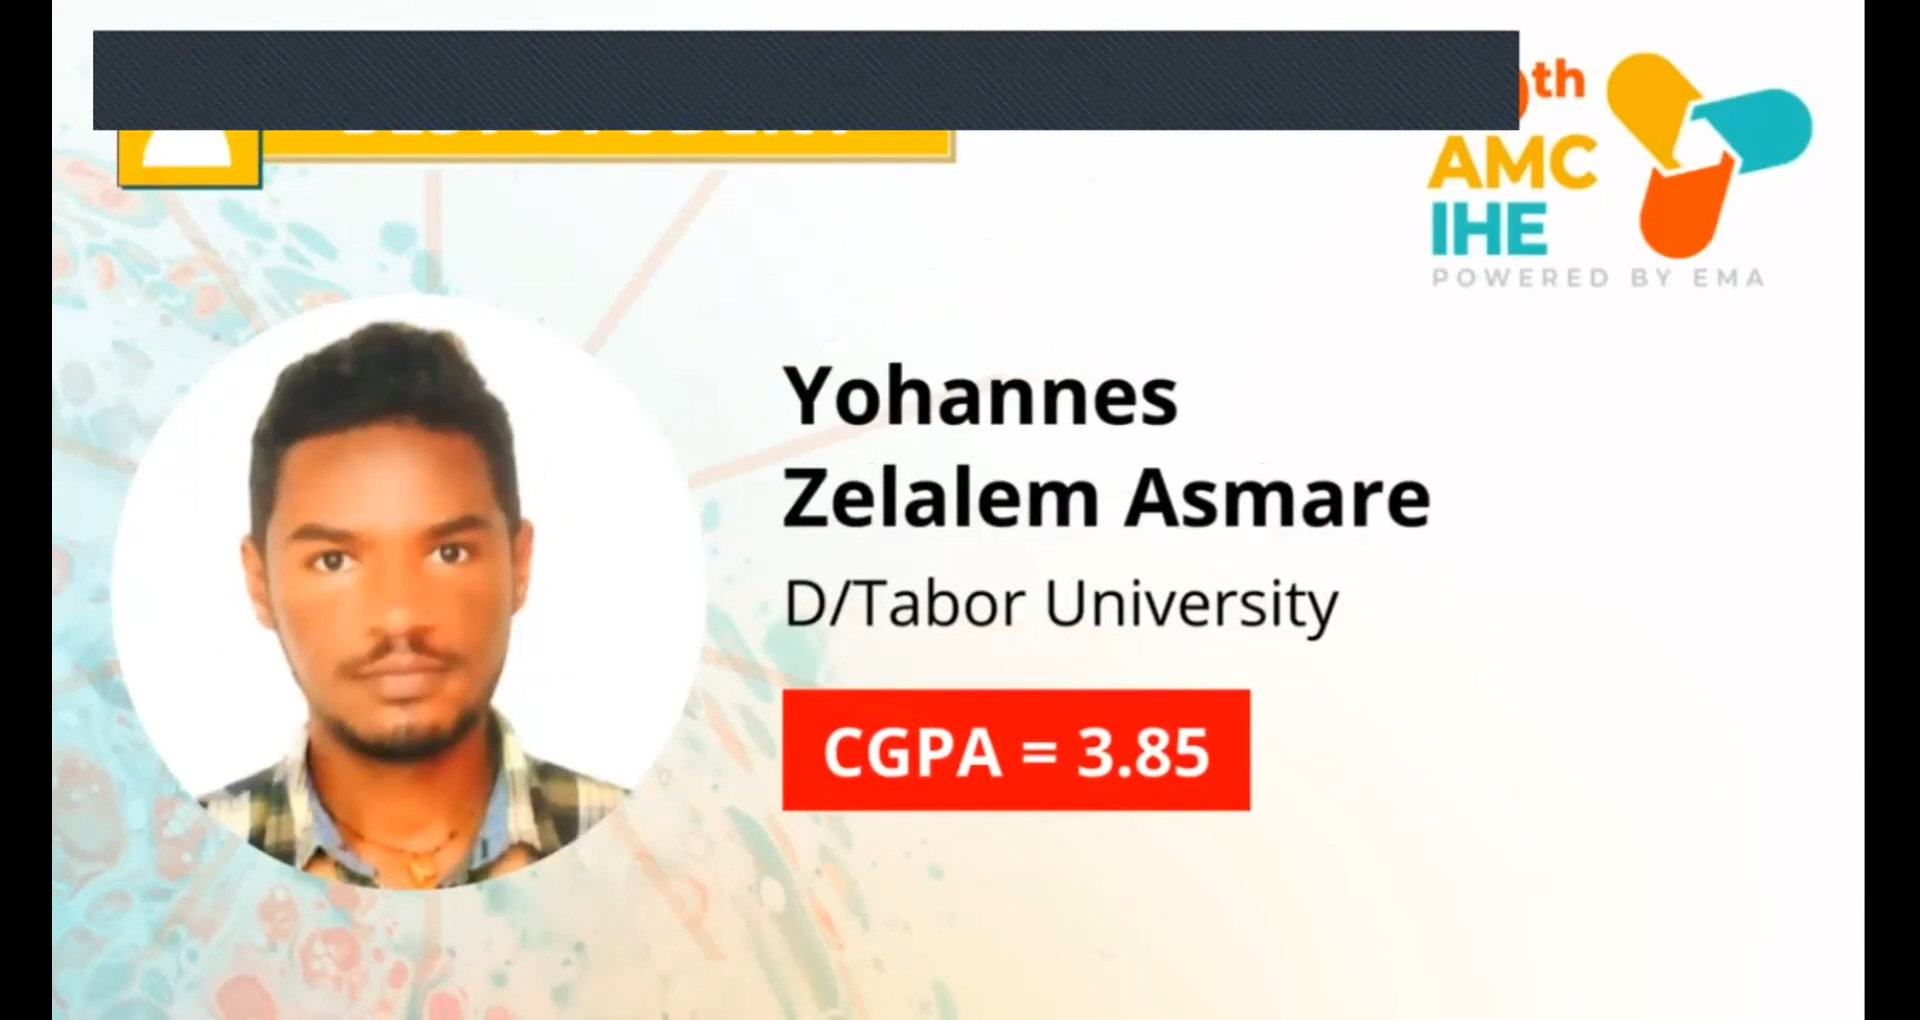 th
AMC
IHE
POWERED BY EMA
Yohannes
Zelalem Asmare
D/Tabor University
CGPA = 3.85